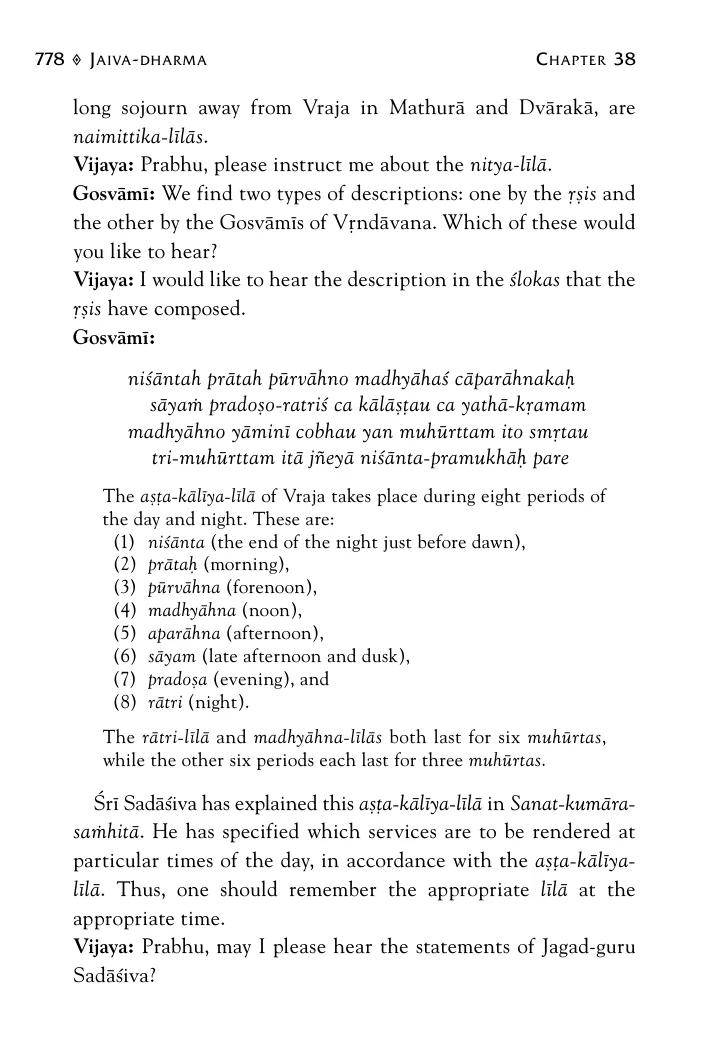 778 ◈ JAIVA-DHARMA CHAPTER 38
long sojourn away from Vraja in Mathurā and Dvārakā, are
naimittika-līlās.
Vijaya: Prabhu, please instruct me about the nitya-līlā.
Gosvāmī: We find two types of descriptions: one by the ṛṣis and
the other by the Gosvāmīs of Vṛndāvana. Which of these would
you like to hear?
Vijaya: I would like to hear the description in the ślokas that the
ṛṣis have composed.
Gosvāmī:
niśāntah prātah pūrvāhno madhyāhaś cāparāhnakaḥ
sāyaṁ pradoṣo-ratriś ca kālāṣṭau ca yathā-kṛamam
madhyāhno yāminī cobhau yan muhūrttam ito smṛtau
tri-muhūrttam itā jñeyā niśānta-pramukhāḥ pare
The aṣṭa-kālīya-līlā of Vraja takes place during eight periods of
the day and night. These are:
(1) niśānta (the end of the night just before dawn),
(2) prātaḥ (morning),
(3) pūrvāhna (forenoon),
(4) madhyāhna (noon),
(5) aparāhna (afternoon),
(6) sāyam (late afternoon and dusk),
(7) pradoṣa (evening), and
(8) rātri (night).
The rātri-līlā and madhyāhna-līlās both last for six muhūrtas,
while the other six periods each last for three muhūrtas.
Śrī Sadāśiva has explained this aṣṭa-kālīya-līlā in Sanat-kumāra-
saṁhitā. He has specified which services are to be rendered at
particular times of the day, in accordance with the aṣṭa-kālīya-
līlā. Thus, one should remember the appropriate līlā at the
appropriate time.
Vijaya: Prabhu, may I please hear the statements of Jagad-guru
Sadāśiva?